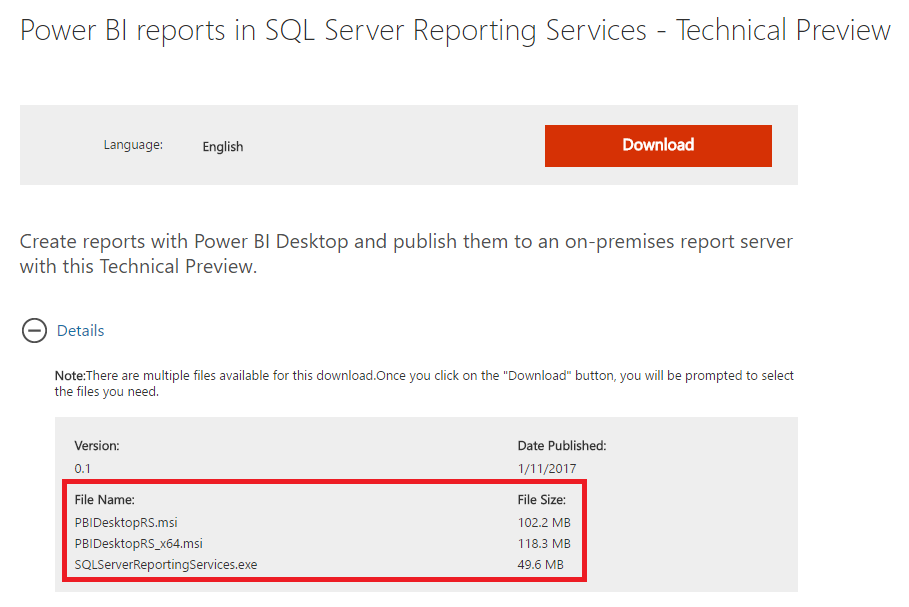 Power BI reports in SQL Server Reporting Services - Technical Preview
Language: English Download
Create reports with Power BI Desktop and publish them to an on-premises report server
with this Technical Preview.
Details
Note:There are multiple files available for this download.Once you click on the "Download" button, you will be prompted to select
the files you need.
Version: Date Published:
0.1 1/11/2017
File Name: File Size:
PBIDesktopRS.msi 102.2 MB
PBIDesktopRS_x64.msi 118.3 MB
SQLServerReportingServices.exe 49.6 MB